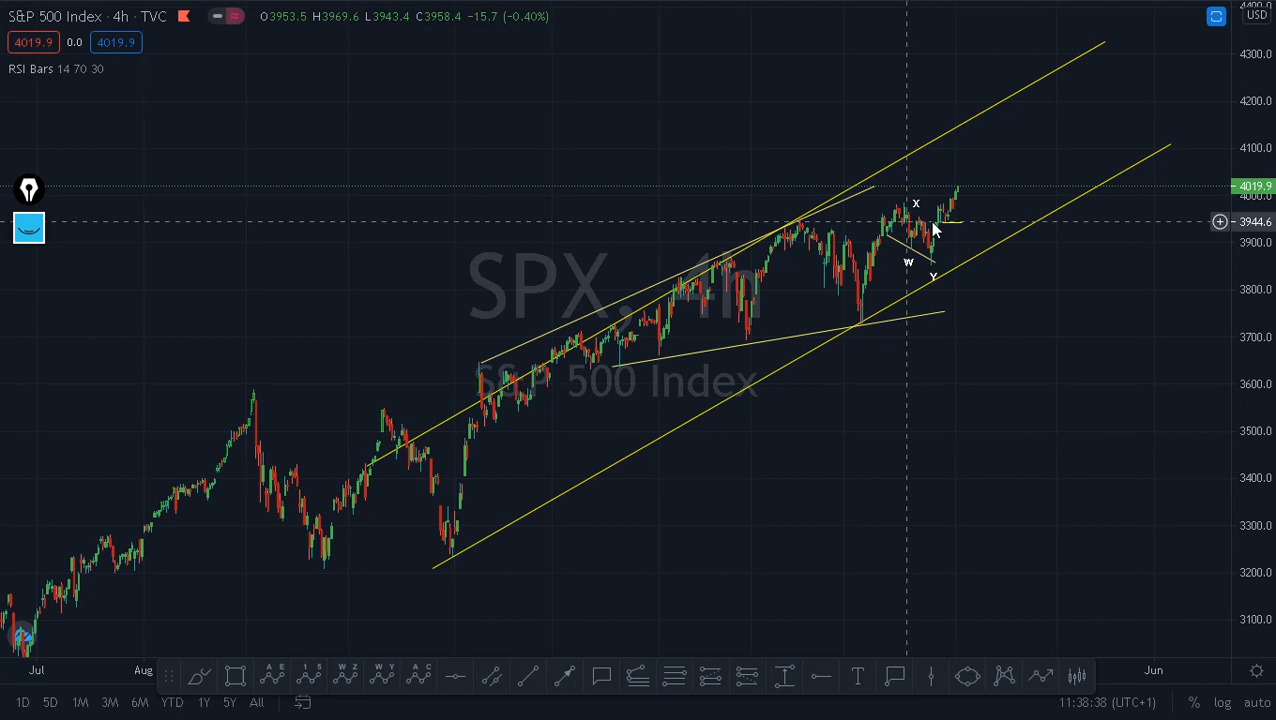 S&P 500 Index · 4h · TVC O3953.5 H3969.6 L3943.4 C3958.4 −15.7 (−0.40%)
4019.9 0.0 4019.9
RSI Bars 14 70 30
USD
4300.0
4200.0
4100.0
4019.9
4000.0
3944.6
3900.0
3800.0
3700.0
3600.0
3500.0
3400.0
3300.0
3200.0
3100.0
X
W
Y
SPX, 4h
S&P 500 Index
Jul Aug Jun
A E 1 5 W Z W Y A C
T
1D 5D 1M 3M 6M YTD 1Y 5Y All 11:38:38 (UTC+1) % log auto